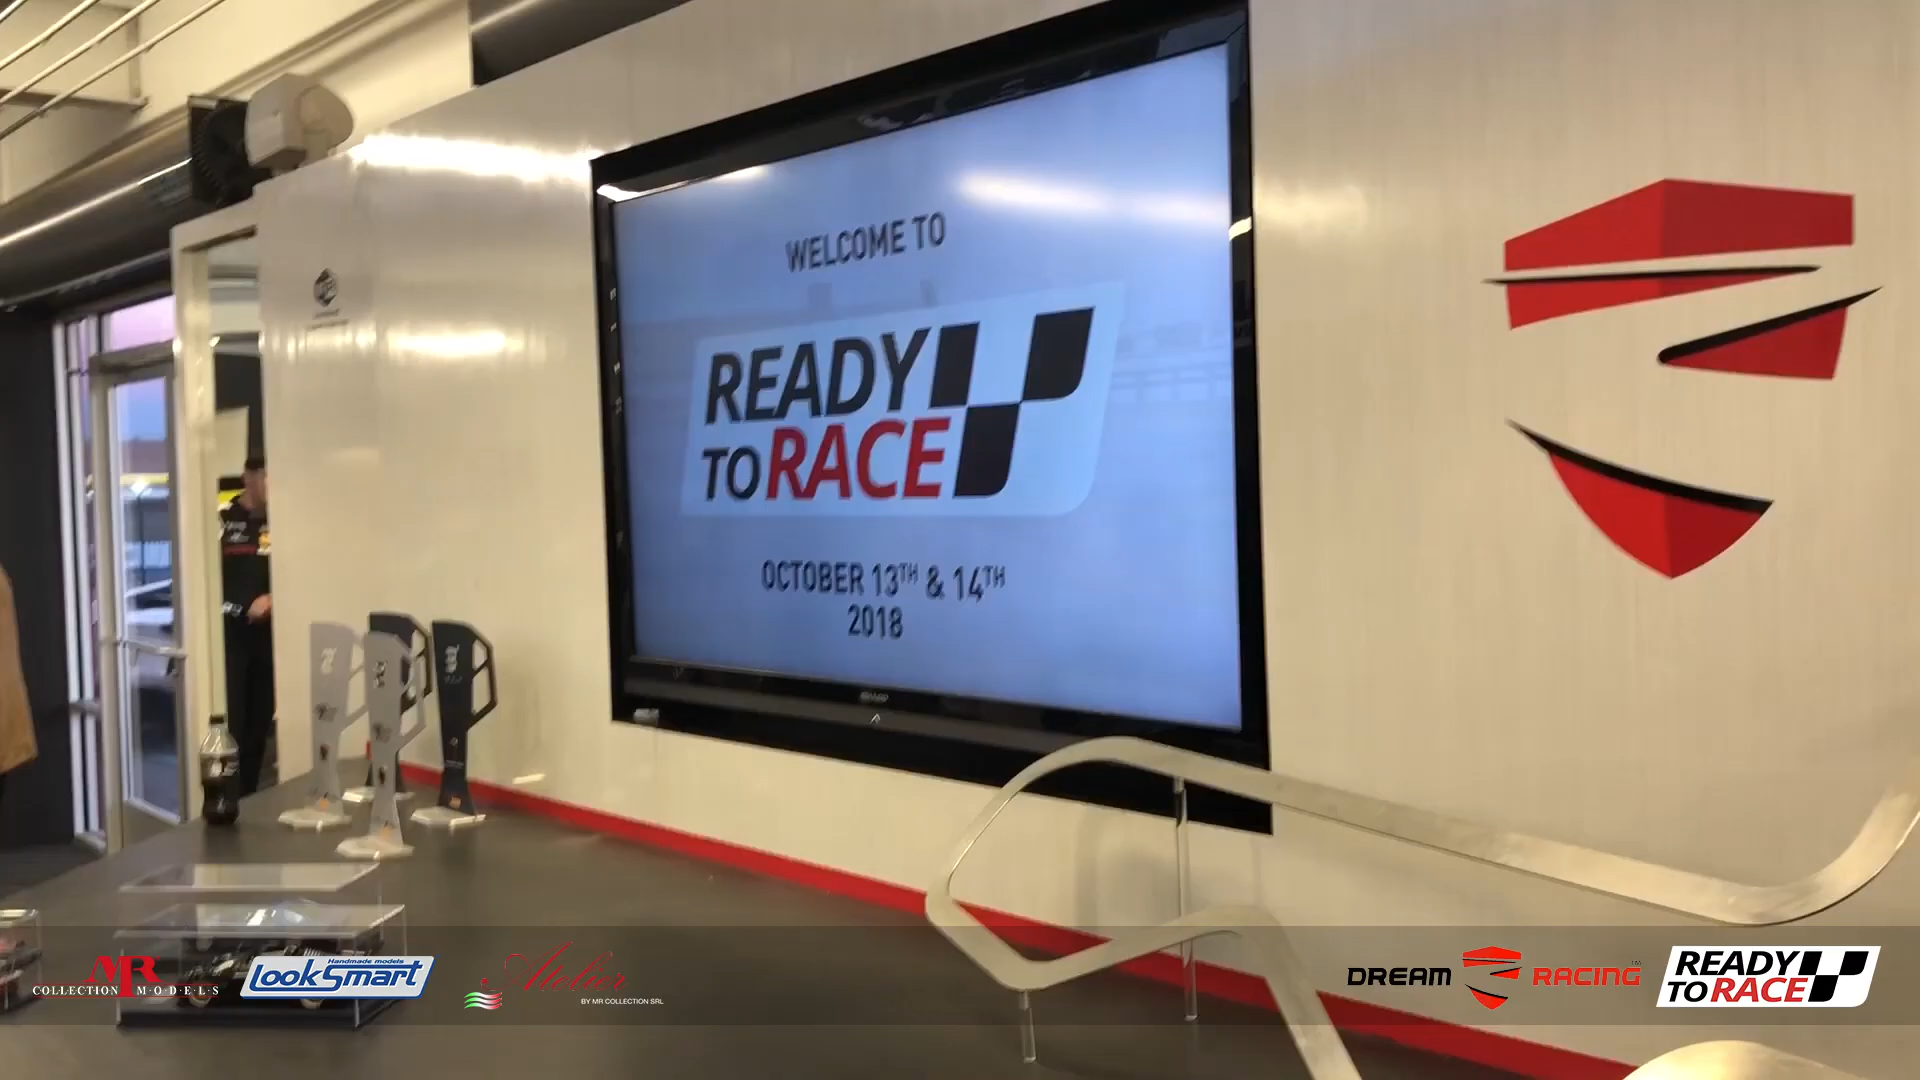 WELCOME TO
READY
TO RACE
OCTOBER 13TH & 14TH
2018
MR
COLLECTION MODELS
Handmade models
LookSmart
Atelier
BY MR COLLECTION SRL
DREAM RACING™
READY
TO RACE